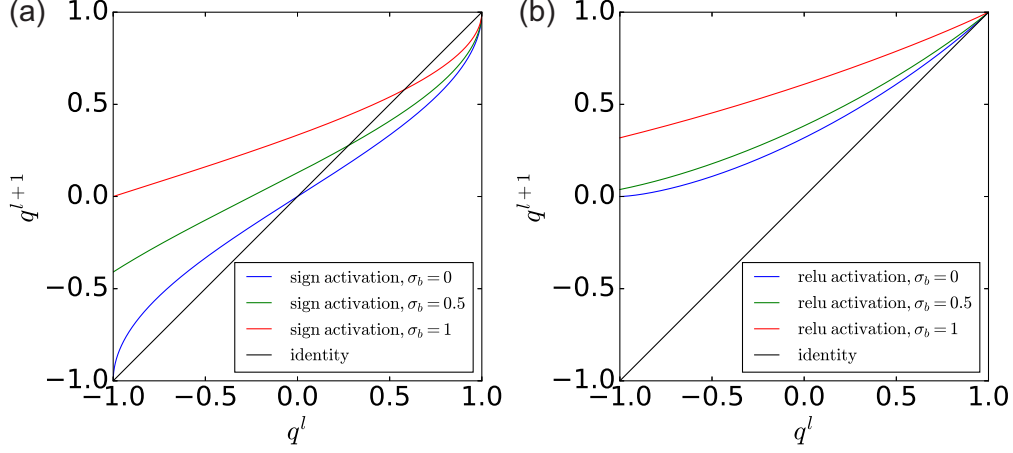 (a)
1.0
0.5
0.0
−0.5
−1.0
q^{l+1}
−1.0 −0.5 0.0 0.5 1.0
q^l
sign activation, σ_b = 0
sign activation, σ_b = 0.5
sign activation, σ_b = 1
identity
(b)
1.0
0.5
0.0
−0.5
−1.0
q^{l+1}
−1.0 −0.5 0.0 0.5 1.0
q^l
relu activation, σ_b = 0
relu activation, σ_b = 0.5
relu activation, σ_b = 1
identity